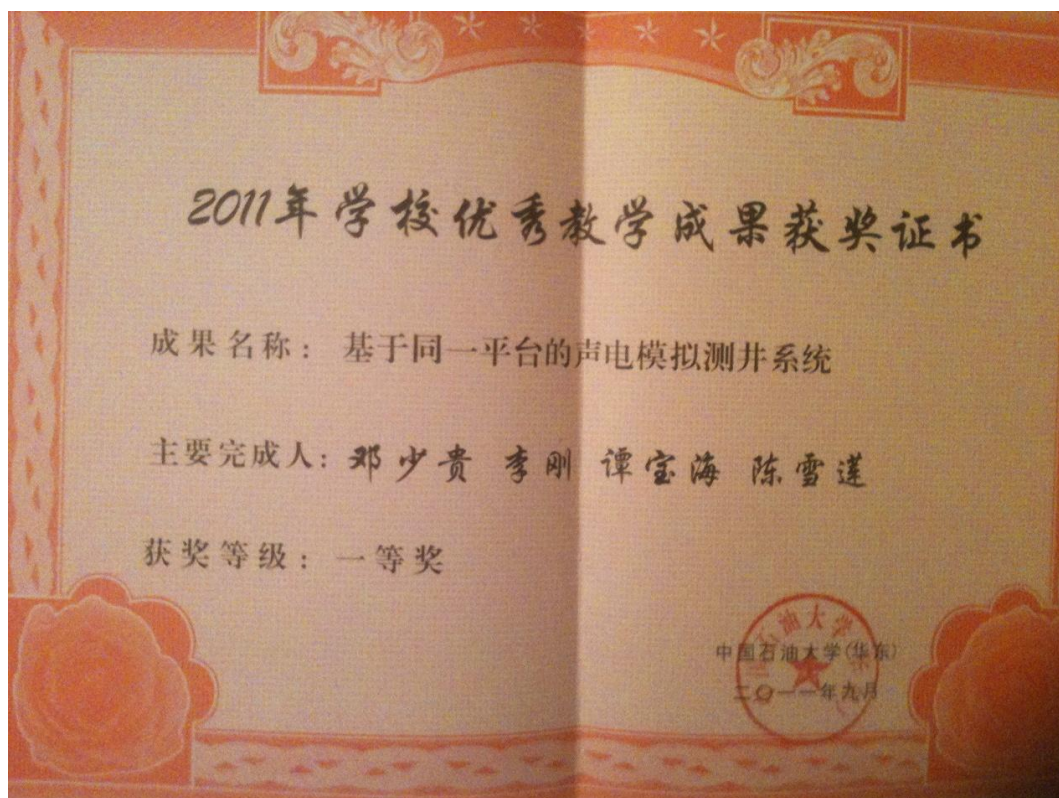 2011年学校优秀教学成果获奖证书
成果名称：基于同一平台的声电模拟测井系统
主要完成人：邓少贵 李刚 谭宝海 陈雪莲
获奖等级：一等奖
中国石油大学(华东)
二〇一一年九月